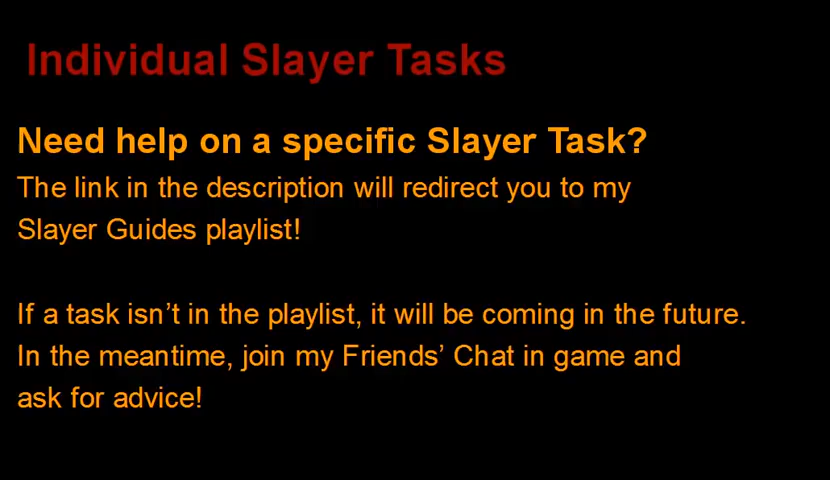 Individual Slayer Tasks
Need help on a specific Slayer Task?
The link in the description will redirect you to my
Slayer Guides playlist!
If a task isn’t in the playlist, it will be coming in the future.
In the meantime, join my Friends’ Chat in game and
ask for advice!